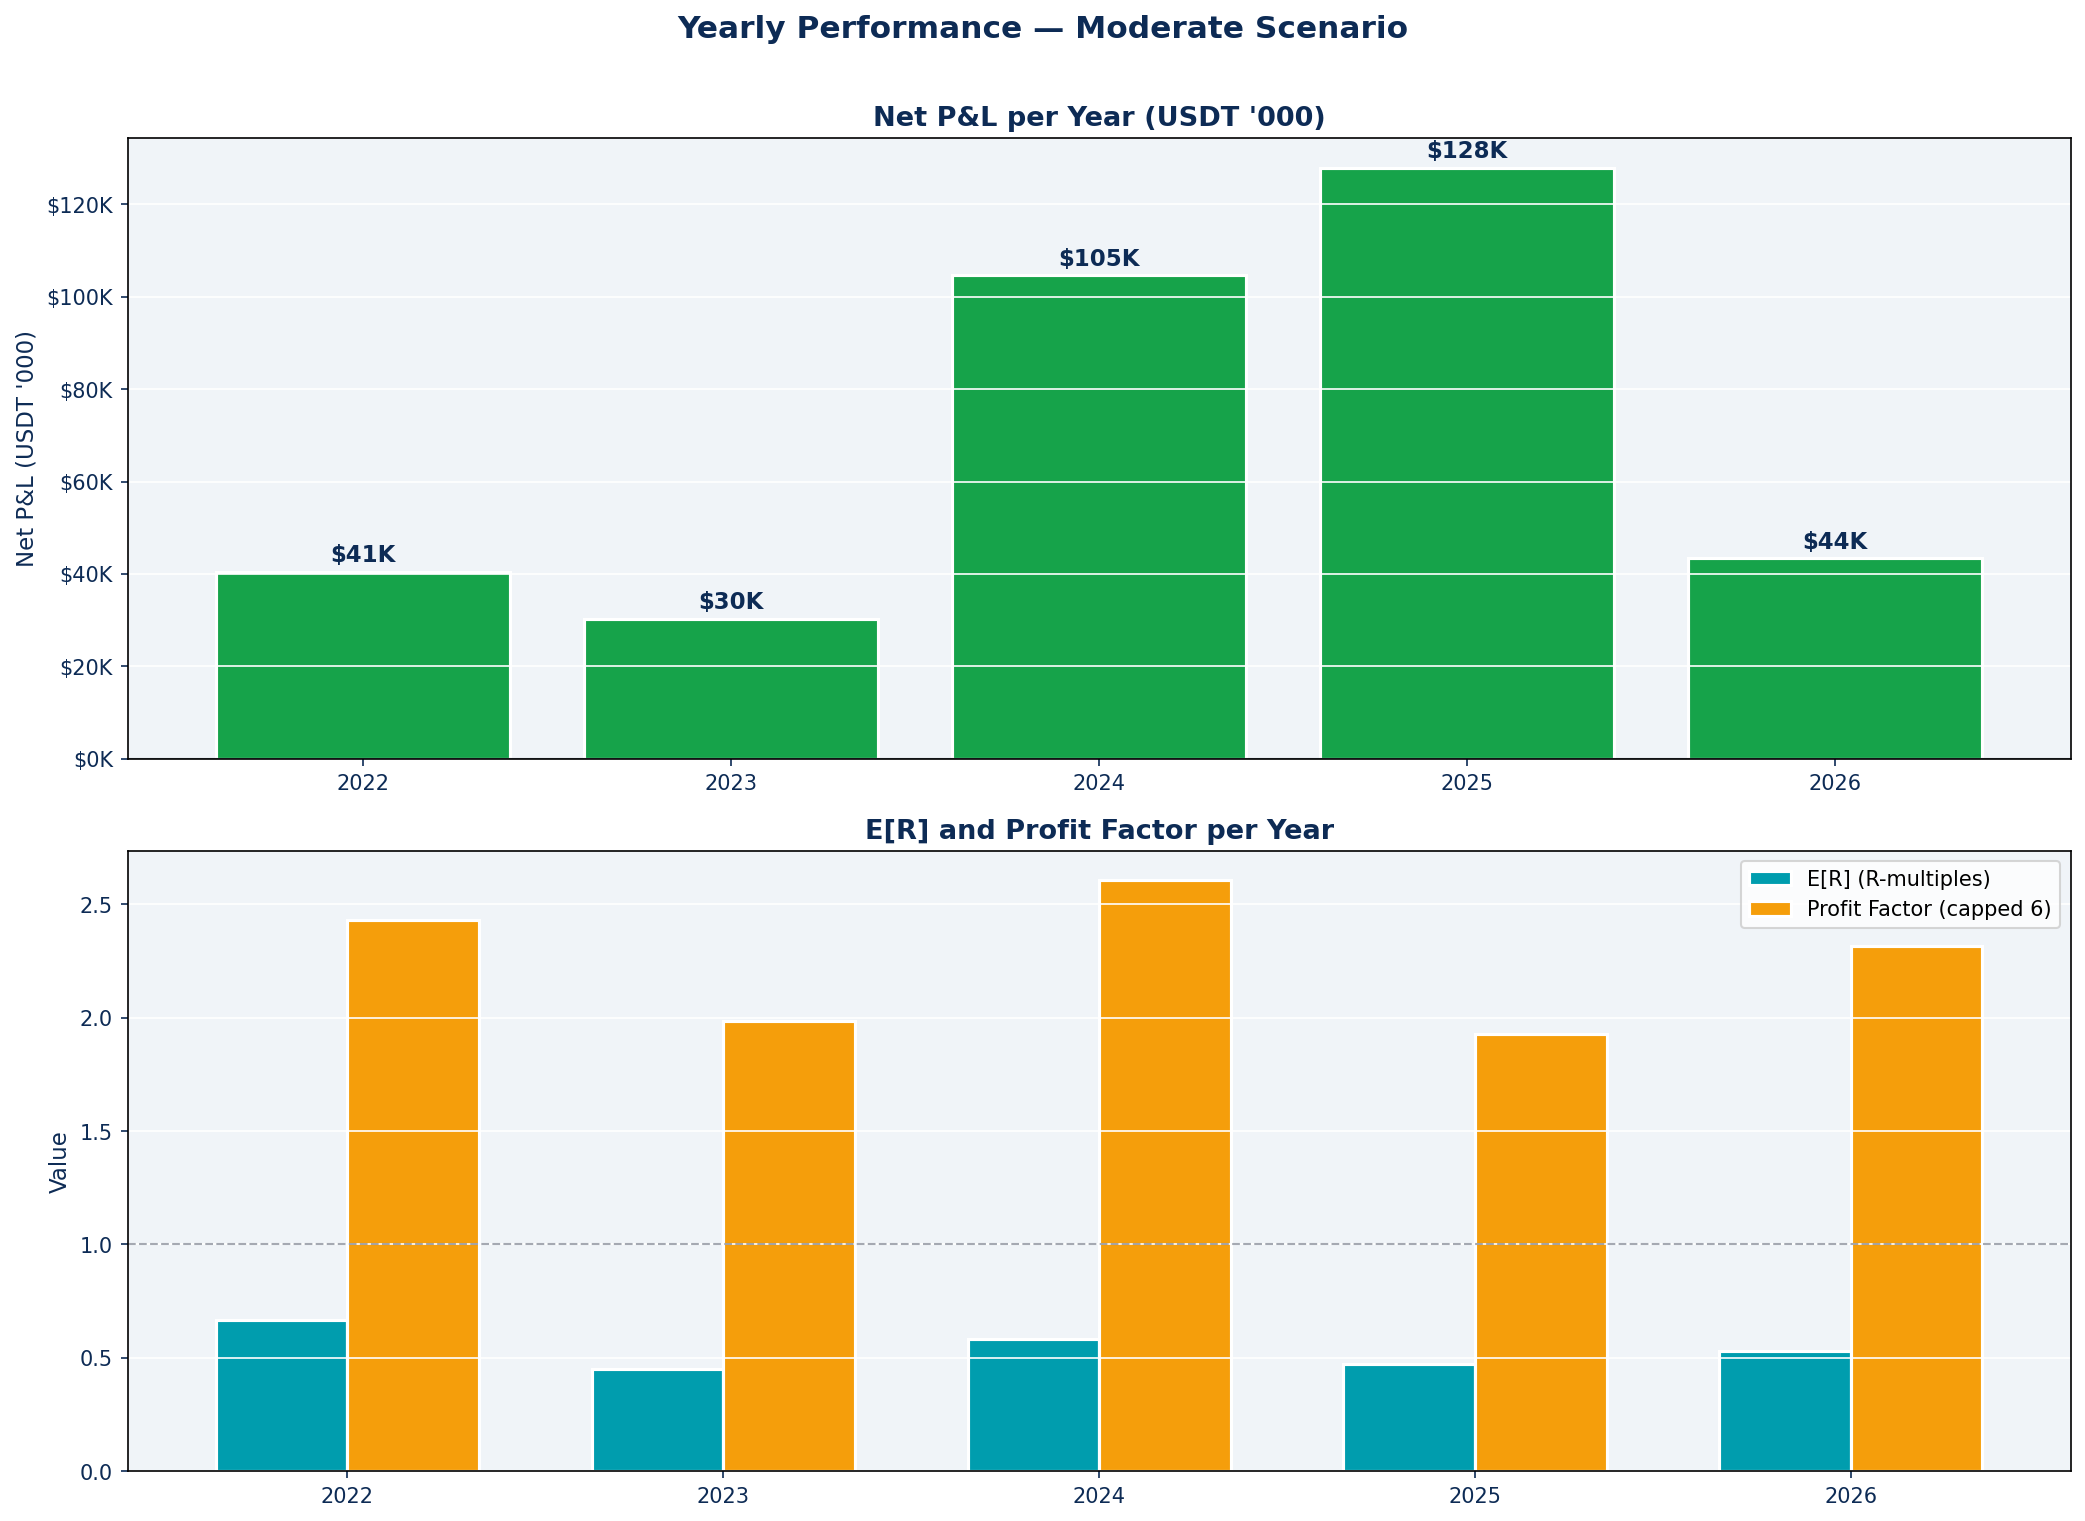 Yearly Performance — Moderate Scenario
Net P&L per Year (USDT '000)
Net P&L (USDT '000)
$120K
$100K
$80K
$60K
$40K
$20K
$0K
$41K
$30K
$105K
$128K
$44K
2022 2023 2024 2025 2026
E[R] and Profit Factor per Year
Value
2.5
2.0
1.5
1.0
0.5
0.0
E[R] (R-multiples)
Profit Factor (capped 6)
2022 2023 2024 2025 2026